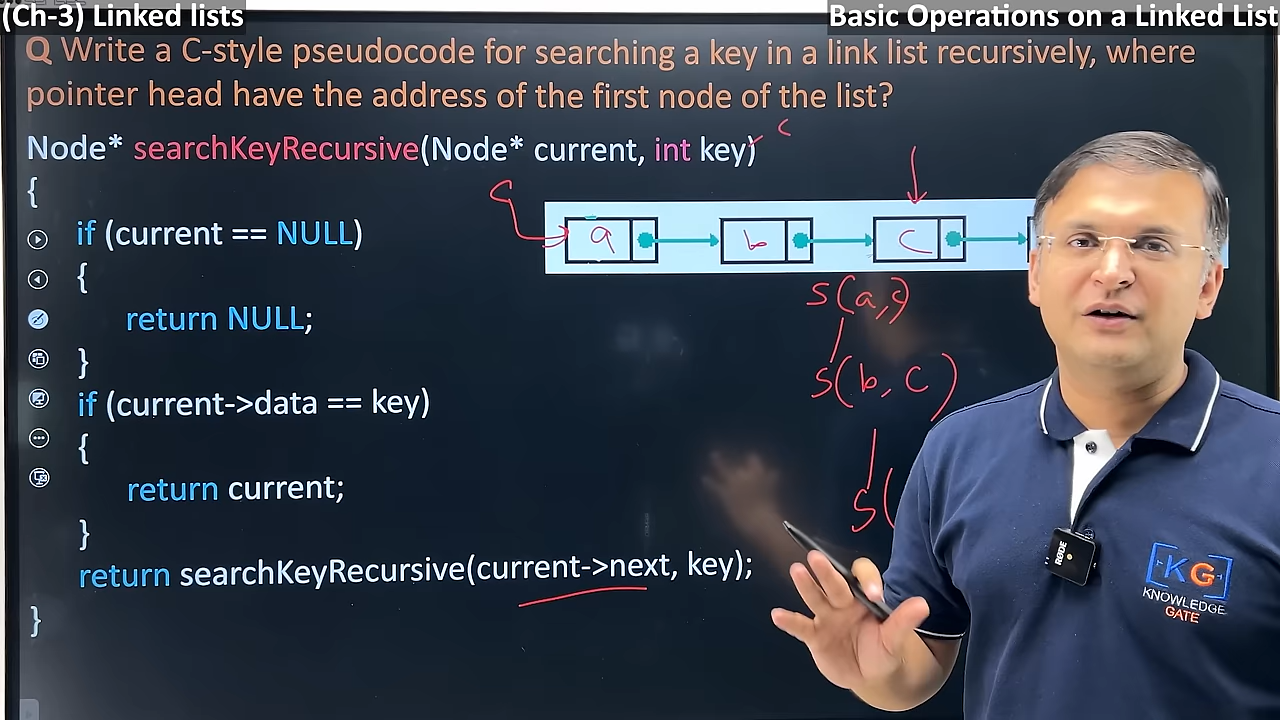 (Ch-3) Linked lists
Basic Operations on a Linked List
Q Write a C-style pseudocode for searching a key in a link list recursively, where
pointer head have the address of the first node of the list?
Node* searchKeyRecursive(Node* current, int key)
c
{
if (current == NULL)
{
return NULL;
}
if (current->data == key)
{
return current;
}
return searchKeyRecursive(current->next, key);
}
a
b
c
S(a,c)
S(b, c)
S(
RØDE
KG
KNOWLEDGE
GATE